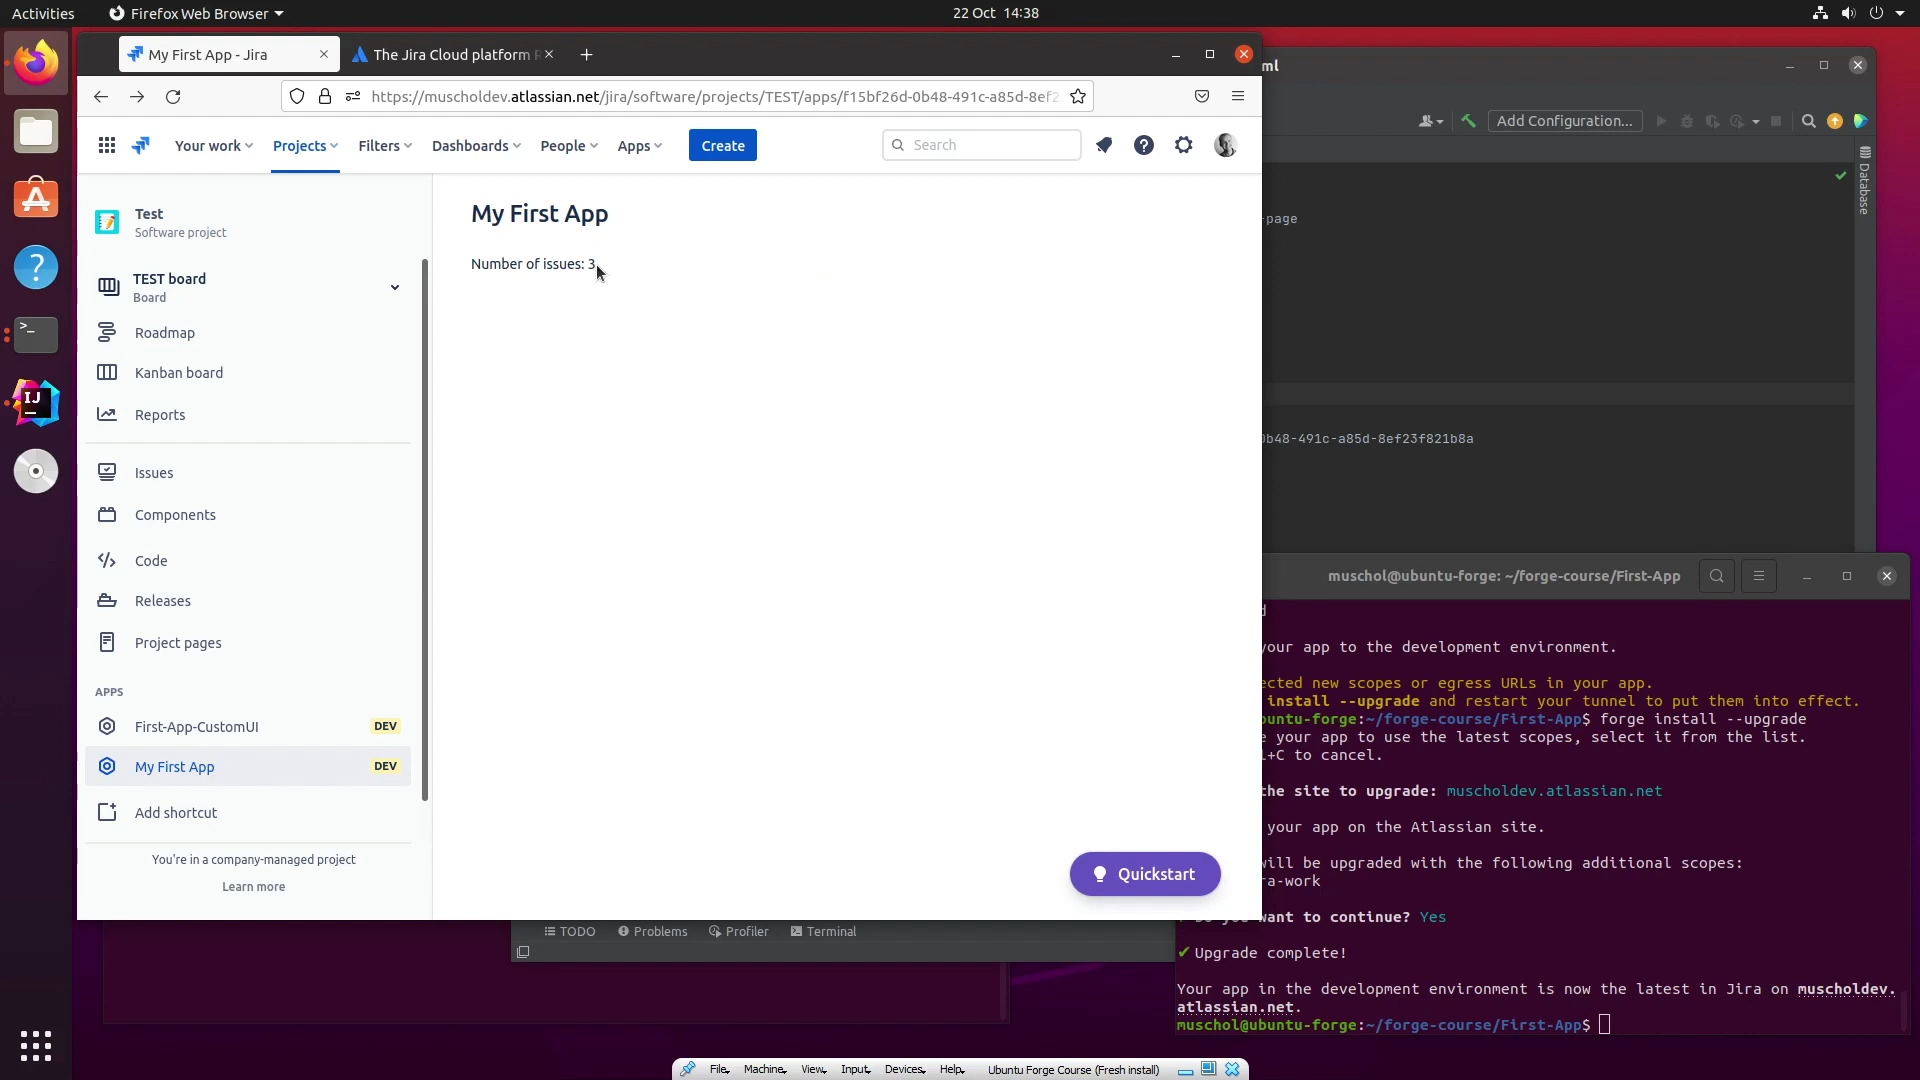 Activities
Firefox Web Browser
22 Oct 14:38
My First App - Jira
The Jira Cloud platform
https://muscholdev.atlassian.net/jira/software/projects/TEST/apps/f15bf26d-0b48-491c-a85d-8ef2
Your work
Projects
Filters
Dashboards
People
Apps
Create
Search
Test
Software project
TEST board
Board
Roadmap
Kanban board
Reports
Issues
Components
Code
Releases
Project pages
APPS
First-App-CustomUI
DEV
My First App
DEV
Add shortcut
You're in a company-managed project
Learn more
My First App
Number of issues: 3
Quickstart
ml
Add Configuration...
Database
-page
0b48-491c-a85d-8ef23f821b8a
IJ
TODO
Problems
Profiler
Terminal
muschol@ubuntu-forge: ~/forge-course/First-App
d
your app to the development environment.
ected new scopes or egress URLs in your app.
install --upgrade and restart your tunnel to put them into effect.
buntu-forge:~/forge-course/First-App$ forge install --upgrade
e your app to use the latest scopes, select it from the list.
l+C to cancel.
the site to upgrade: muscholdev.atlassian.net
your app on the Atlassian site.
will be upgraded with the following additional scopes:
ra-work
want to continue? Yes
✔ Upgrade complete!
Your app in the development environment is now the latest in Jira on muscholdev.
atlassian.net.
muschol@ubuntu-forge:~/forge-course/First-App$
File
Machine
View
Input
Devices
Help
Ubuntu Forge Course (Fresh install)